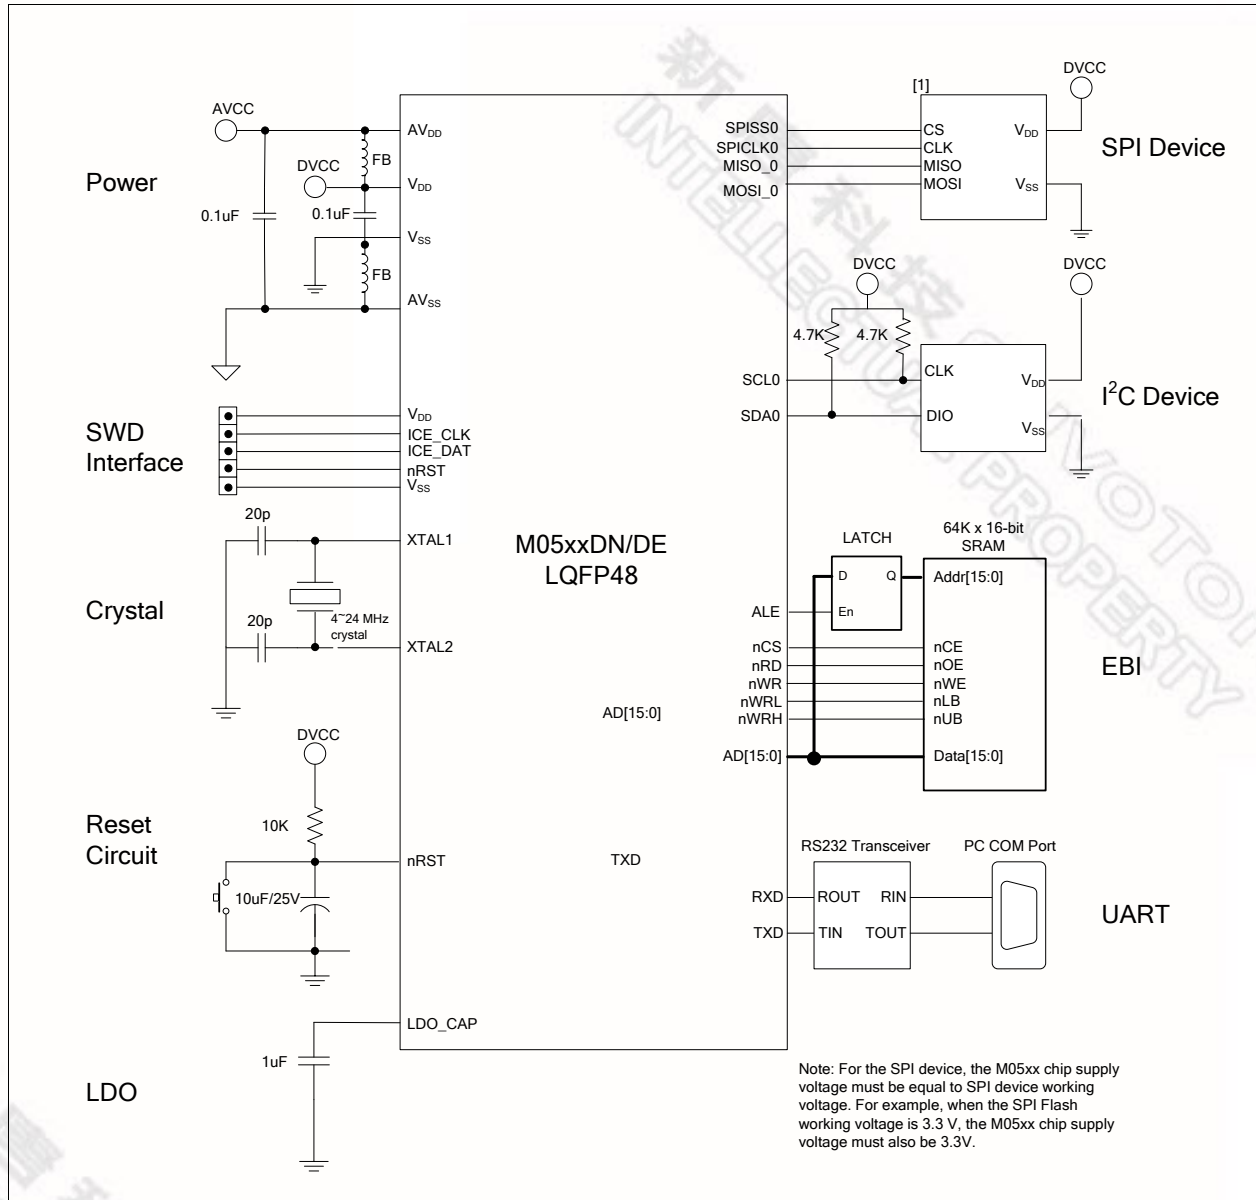 AVCC
Power
0.1uF
DVCC
0.1uF
FB
FB
AVDD
VDD
VSS
AVSS
SWD
Interface
VDD
ICE_CLK
ICE_DAT
nRST
VSS
Crystal
20p
20p
4~24 MHz
crystal
XTAL1
XTAL2
Reset
Circuit
DVCC
10K
10uF/25V
nRST
LDO
1uF
LDO_CAP
M05xxDN/DE
LQFP48
AD[15:0]
TXD
SPISS0
SPICLK0
MISO_0
MOSI_0
[1]
CS
CLK
MISO
MOSI
VDD
VSS
DVCC
SPI Device
DVCC
4.7K
4.7K
SCL0
SDA0
CLK
DIO
VDD
VSS
DVCC
I2C Device
LATCH
D
Q
En
64K x 16-bit
SRAM
Addr[15:0]
ALE
nCS
nRD
nWR
nWRL
nWRH
AD[15:0]
nCE
nOE
nWE
nLB
nUB
Data[15:0]
EBI
RS232 Transceiver
PC COM Port
RXD
TXD
ROUT
RIN
TIN
TOUT
UART
Note: For the SPI device, the M05xx chip supply
voltage must be equal to SPI device working
voltage. For example, when the SPI Flash
working voltage is 3.3 V, the M05xx chip supply
voltage must also be 3.3V.
新唐科技
INTELLECTUAL PROPERTY